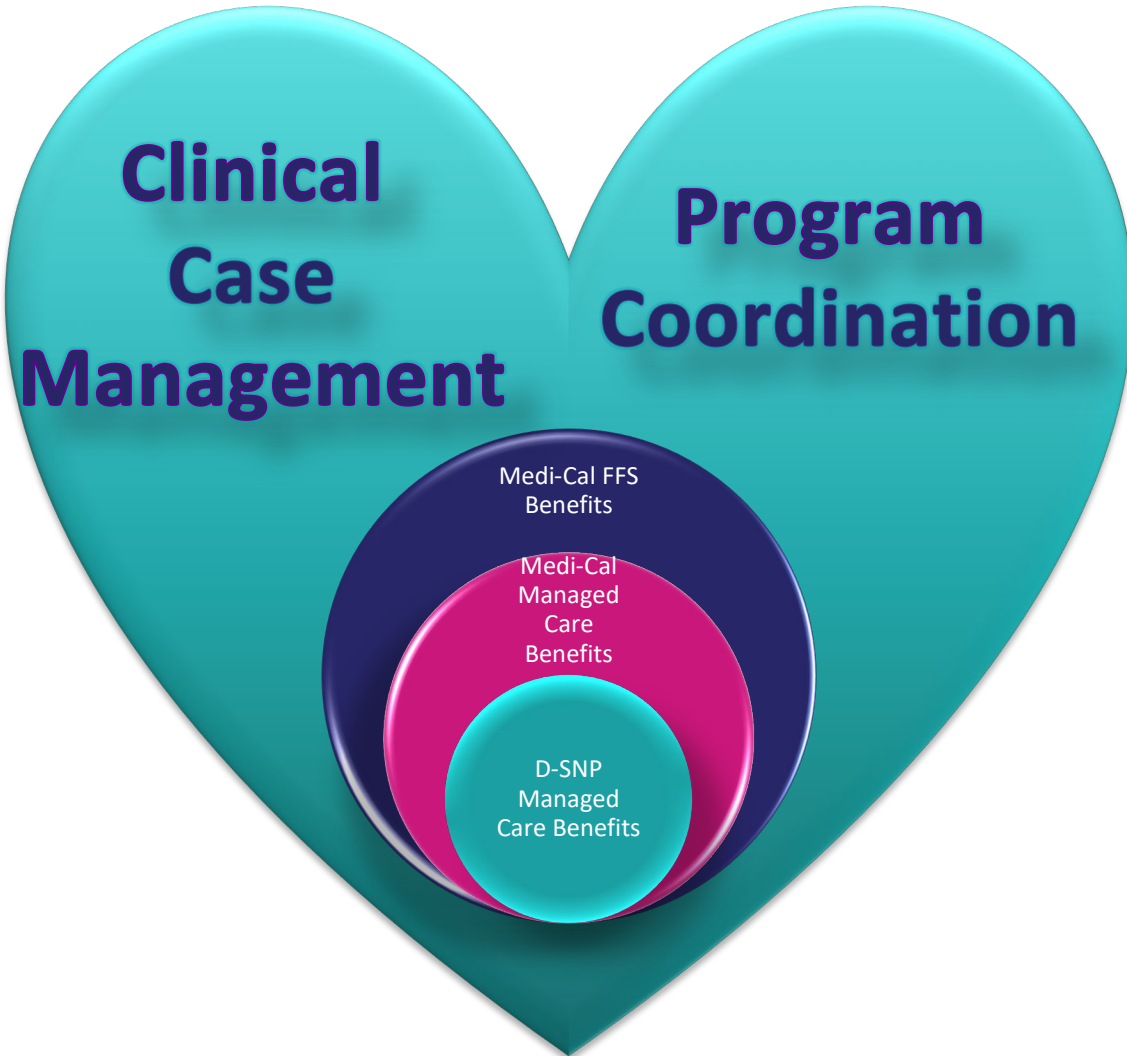 Clinical
Case
Management
Program
Coordination
Medi-Cal FFS
Benefits
Medi-Cal
Managed
Care
Benefits
D-SNP
Managed
Care Benefits